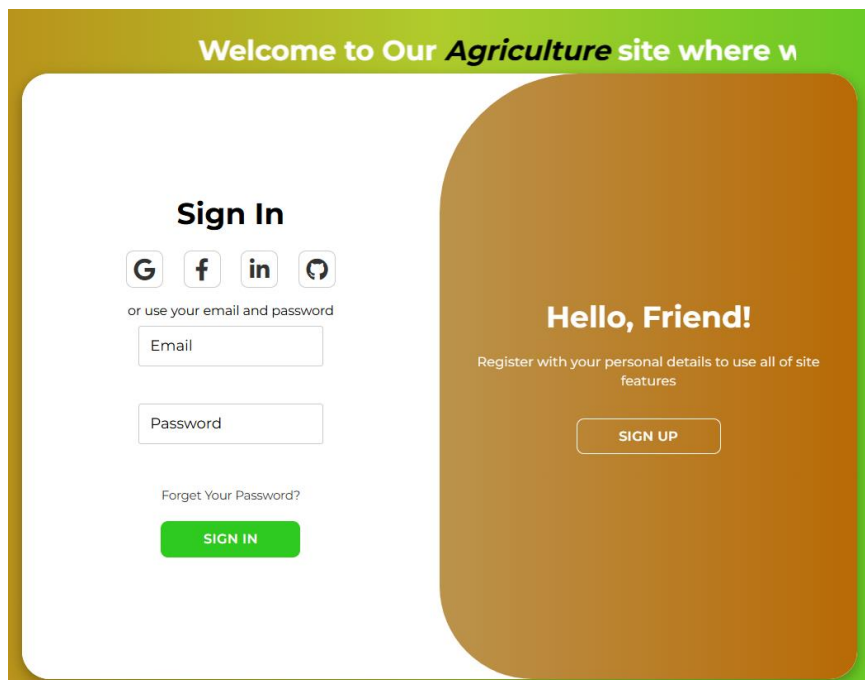 Welcome to Our Agriculture site where
Sign In
G f in
or use your email and password
Email
Password
Forget Your Password?
SIGN IN
Hello, Friend!
Register with your personal details to use all of site
features
SIGN UP